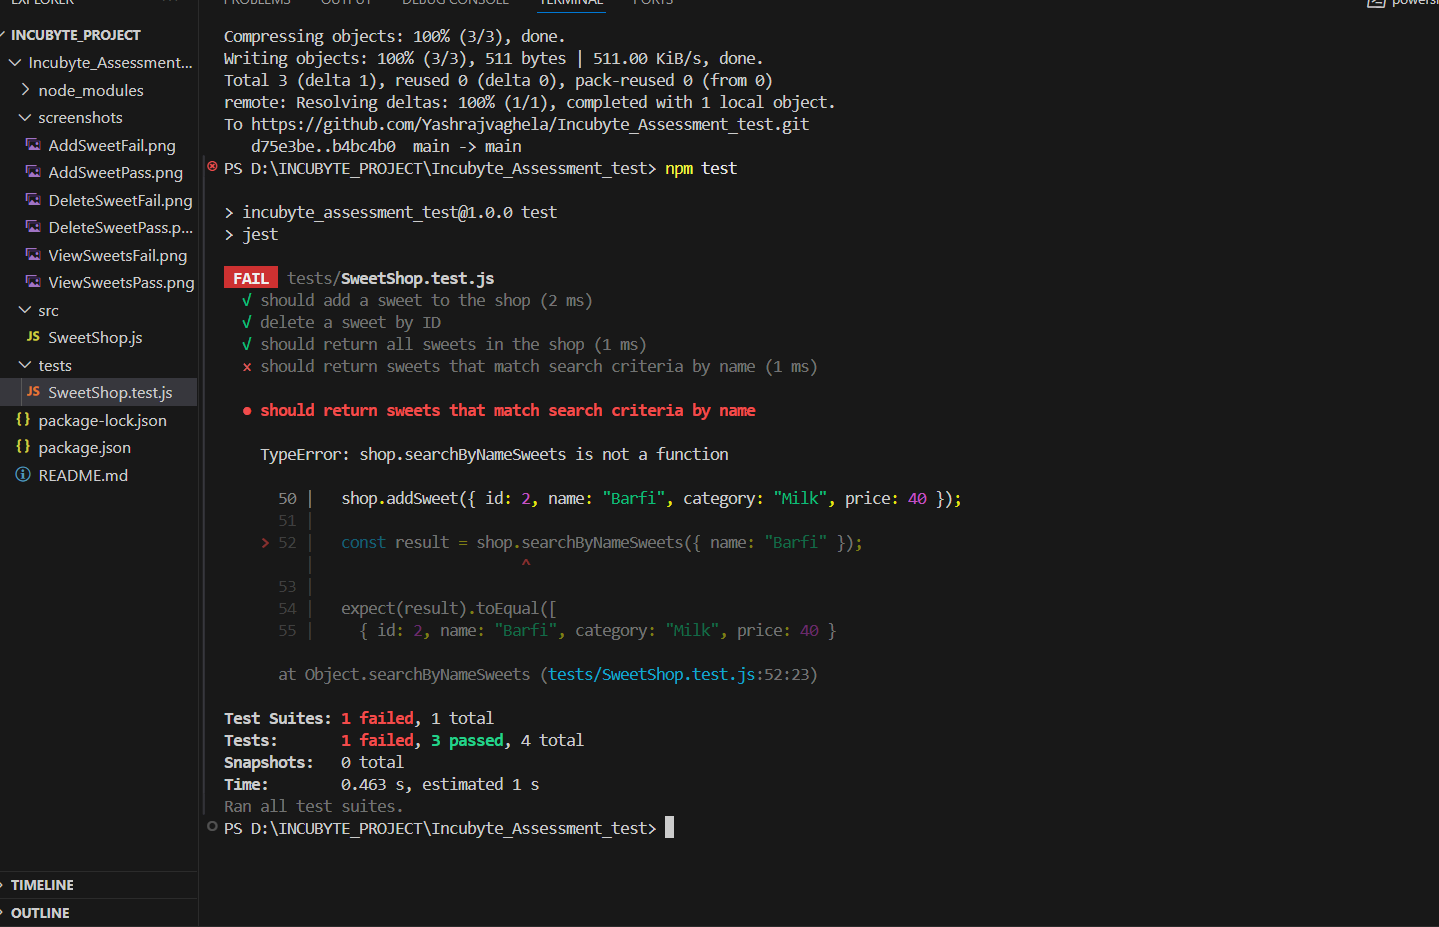 EXPLORER
PROBLEMS OUTPUT DEBUG CONSOLE TERMINAL PORTS
INCUBYTE_PROJECT
Incubyte_Assessment...
node_modules
screenshots
AddSweetFail.png
AddSweetPass.png
DeleteSweetFail.png
DeleteSweetPass.p...
ViewSweetsFail.png
ViewSweetsPass.png
src
JS SweetShop.js
tests
JS SweetShop.test.js
{} package-lock.json
{} package.json
README.md
TIMELINE
OUTLINE
Compressing objects: 100% (3/3), done.
Writing objects: 100% (3/3), 511 bytes | 511.00 KiB/s, done.
Total 3 (delta 1), reused 0 (delta 0), pack-reused 0 (from 0)
remote: Resolving deltas: 100% (1/1), completed with 1 local object.
To https://github.com/Yashrajvaghela/Incubyte_Assessment_test.git
d75e3be..b4bc4b0 main -> main
PS D:\INCUBYTE_PROJECT\Incubyte_Assessment_test> npm test
> incubyte_assessment_test@1.0.0 test
> jest
FAIL tests/SweetShop.test.js
√ should add a sweet to the shop (2 ms)
√ delete a sweet by ID
√ should return all sweets in the shop (1 ms)
× should return sweets that match search criteria by name (1 ms)
● should return sweets that match search criteria by name
TypeError: shop.searchByNameSweets is not a function
50 | shop.addSweet({ id: 2, name: "Barfi", category: "Milk", price: 40 });
51 |
> 52 | const result = shop.searchByNameSweets({ name: "Barfi" });
| ^
53 |
54 | expect(result).toEqual([
55 | { id: 2, name: "Barfi", category: "Milk", price: 40 }
at Object.searchByNameSweets (tests/SweetShop.test.js:52:23)
Test Suites: 1 failed, 1 total
Tests: 1 failed, 3 passed, 4 total
Snapshots: 0 total
Time: 0.463 s, estimated 1 s
Ran all test suites.
PS D:\INCUBYTE_PROJECT\Incubyte_Assessment_test>